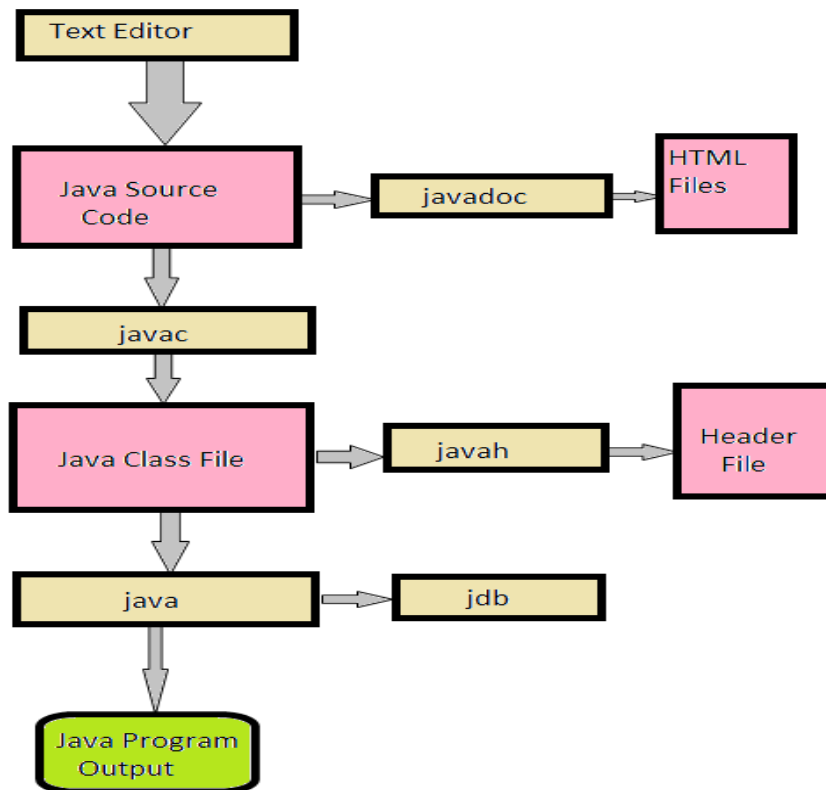 Text Editor
Java Source
Code
javadoc
HTML
Files
javac
Java Class File
javah
Header
File
java
jdb
Java Program
Output